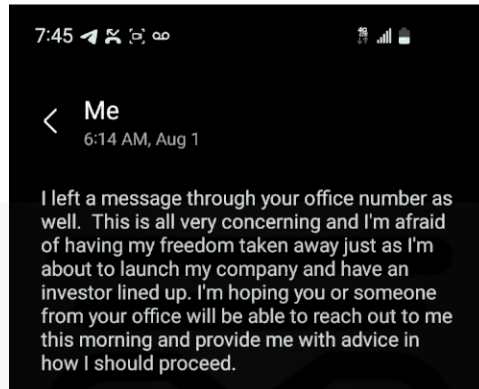 7:45
Me
6:14 AM, Aug 1
I left a message through your office number as
well.  This is all very concerning and I'm afraid
of having my freedom taken away just as I'm
about to launch my company and have an
investor lined up. I'm hoping you or someone
from your office will be able to reach out to me
this morning and provide me with advice in
how I should proceed.